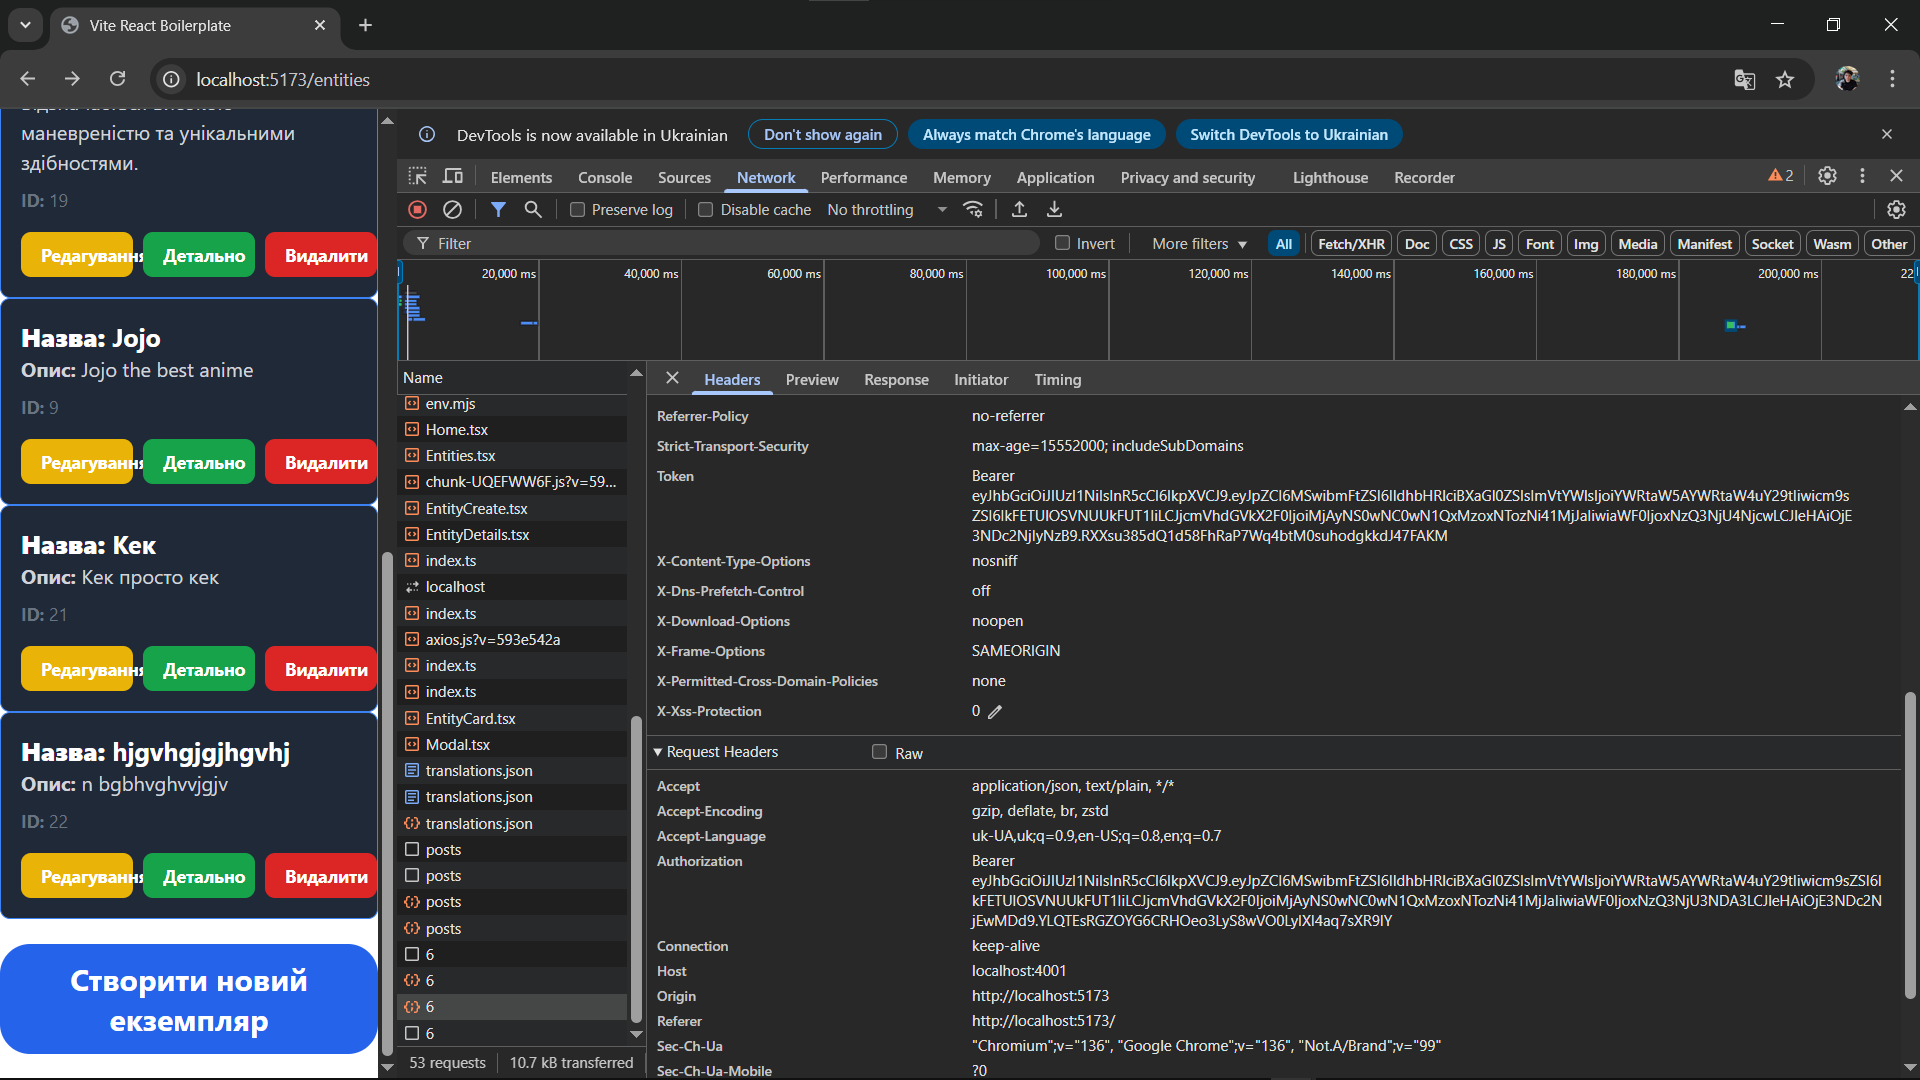 Vite React Boilerplate
localhost:5173/entities
маневреністю та унікальними
здібностями.
ID: 19
Редагування
Детально
Видалити
Назва: Jojo
Опис: Jojo the best anime
ID: 9
Редагування
Детально
Видалити
Назва: Кек
Опис: Кек просто кек
ID: 21
Редагування
Детально
Видалити
Назва: hjgvhgjgjhgvhj
Опис: n bgbhvghvvjgjv
ID: 22
Редагування
Детально
Видалити
Створити новий
екземпляр
DevTools is now available in Ukrainian
Don't show again
Always match Chrome's language
Switch DevTools to Ukrainian
Elements
Console
Sources
Network
Performance
Memory
Application
Privacy and security
Lighthouse
Recorder
2
Preserve log
Disable cache
No throttling
Filter
Invert
More filters
All
Fetch/XHR
Doc
CSS
JS
Font
Img
Media
Manifest
Socket
Wasm
Other
20,000 ms
40,000 ms
60,000 ms
80,000 ms
100,000 ms
120,000 ms
140,000 ms
160,000 ms
180,000 ms
200,000 ms
22
Name
env.mjs
Home.tsx
Entities.tsx
chunk-UQEFWW6F.js?v=59...
EntityCreate.tsx
EntityDetails.tsx
index.ts
localhost
index.ts
axios.js?v=593e542a
index.ts
index.ts
EntityCard.tsx
Modal.tsx
translations.json
translations.json
translations.json
posts
posts
posts
posts
6
6
6
6
53 requests
10.7 kB transferred
Headers
Preview
Response
Initiator
Timing
Referrer-Policy
no-referrer
Strict-Transport-Security
max-age=15552000; includeSubDomains
Token
Bearer
X-Content-Type-Options
nosniff
X-Dns-Prefetch-Control
off
X-Download-Options
noopen
X-Frame-Options
SAMEORIGIN
X-Permitted-Cross-Domain-Policies
none
X-Xss-Protection
0
Request Headers
Raw
Accept
application/json, text/plain, */*
Accept-Encoding
gzip, deflate, br, zstd
Accept-Language
uk-UA,uk;q=0.9,en-US;q=0.8,en;q=0.7
Authorization
Bearer
Connection
keep-alive
Host
localhost:4001
Origin
http://localhost:5173
Referer
http://localhost:5173/
Sec-Ch-Ua
"Chromium";v="136", "Google Chrome";v="136", "Not.A/Brand";v="99"
Sec-Ch-Ua-Mobile
?0